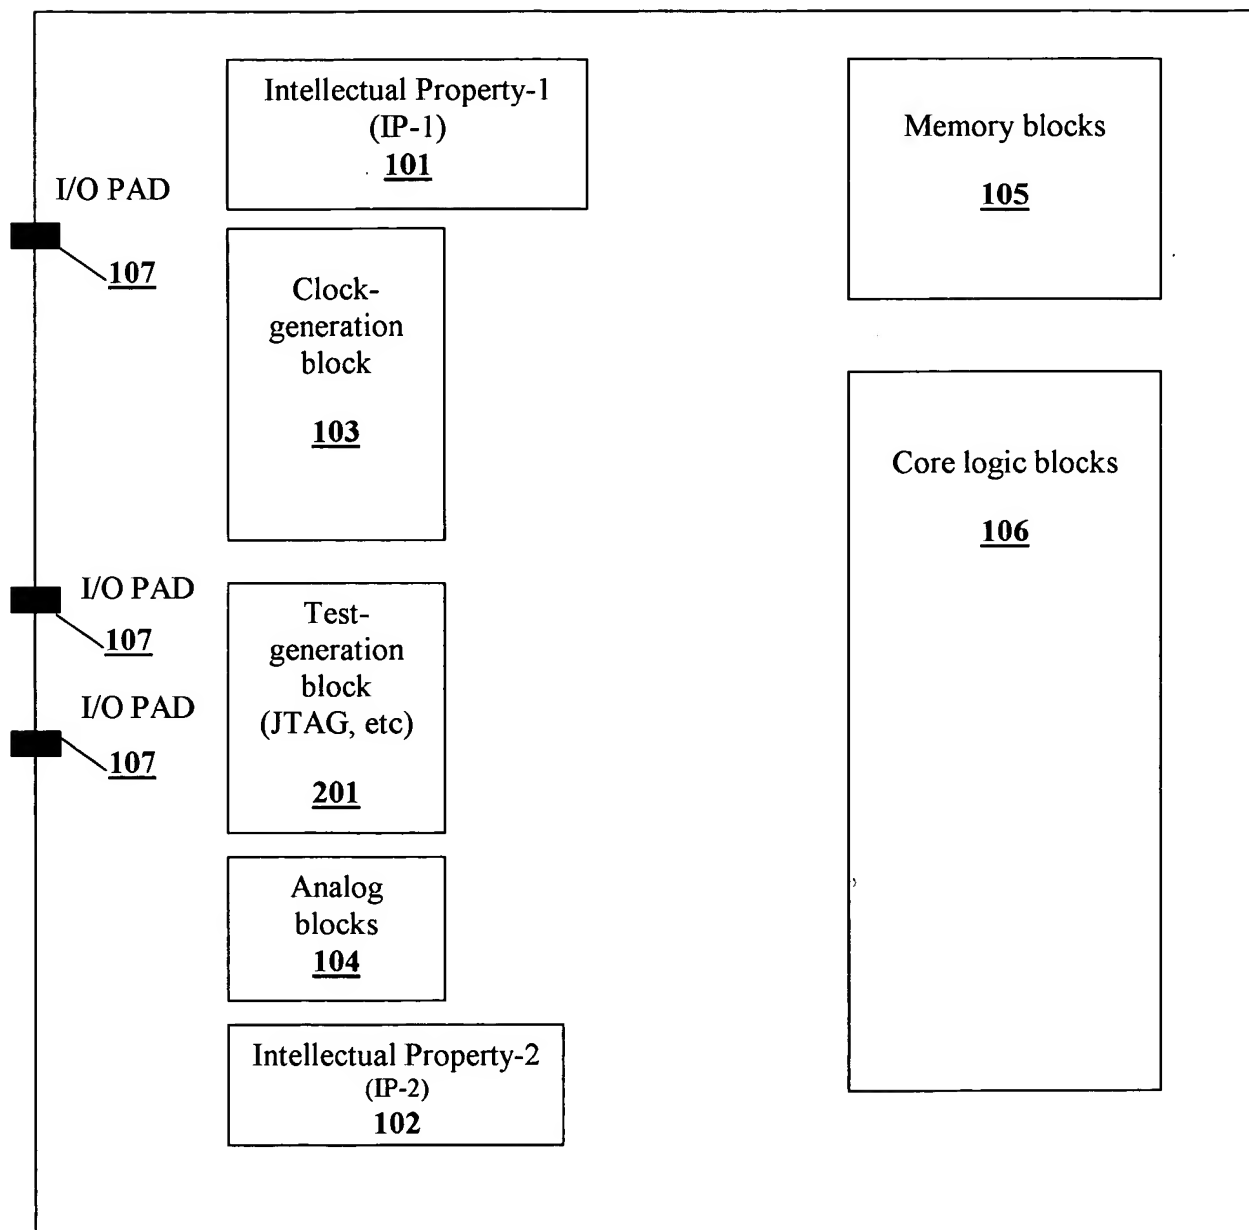 Intellectual Property-1
(IP-1)
101
Memory blocks
105
I/O PAD
107
Clock-
generation
block
103
Core logic blocks
106
I/O PAD
107
Test-
generation
block
(JTAG, etc)
201
I/O PAD
107
Analog
blocks
104
Intellectual Property-2
(IP-2)
102